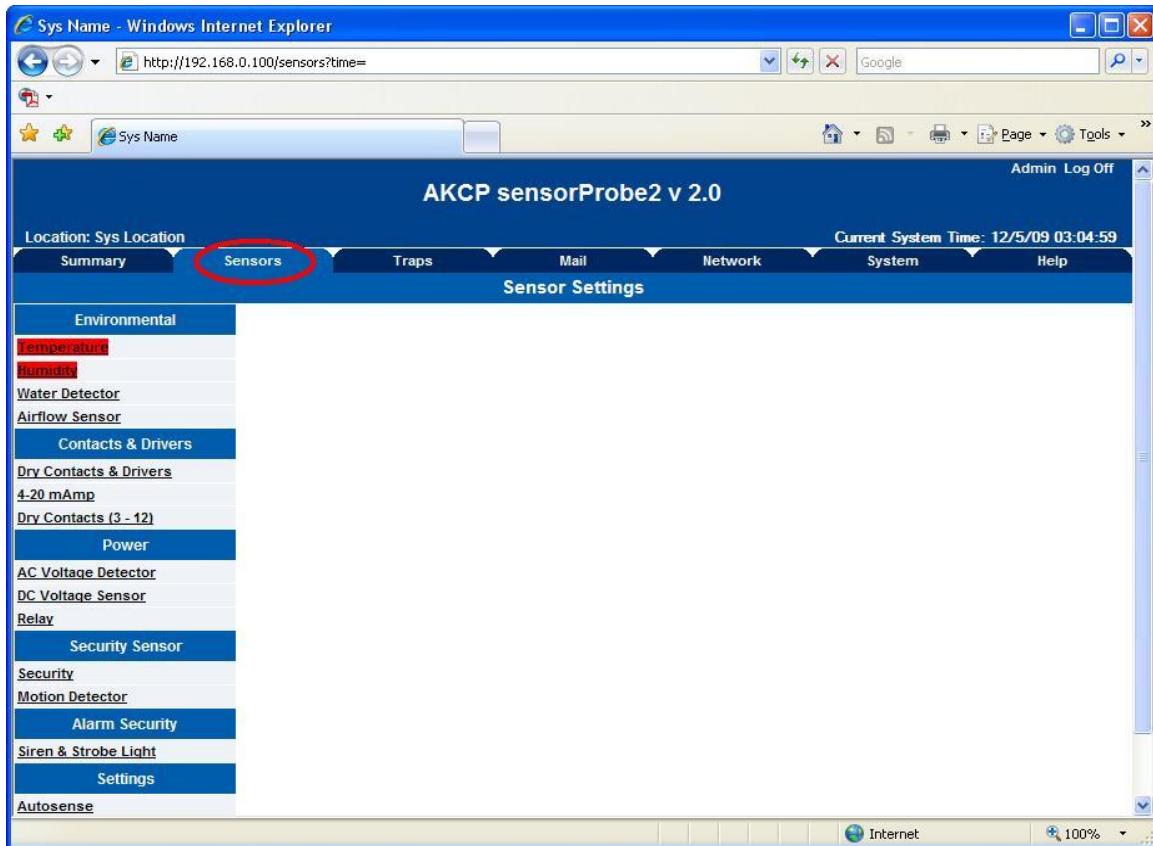 Sys Name - Windows Internet Explorer
http://192.168.0.100/sensors?time=
Google
Sys Name
Page
Tools
Admin Log Off
AKCP sensorProbe2 v 2.0
Location: Sys Location
Current System Time: 12/5/09 03:04:59
Summary
Sensors
Traps
Mail
Network
System
Help
Sensor Settings
Environmental
Temperature
Humidity
Water Detector
Airflow Sensor
Contacts & Drivers
Dry Contacts & Drivers
4-20 mAmp
Dry Contacts (3 - 12)
Power
AC Voltage Detector
DC Voltage Sensor
Relay
Security Sensor
Security
Motion Detector
Alarm Security
Siren & Strobe Light
Settings
Autosense
Internet
100%